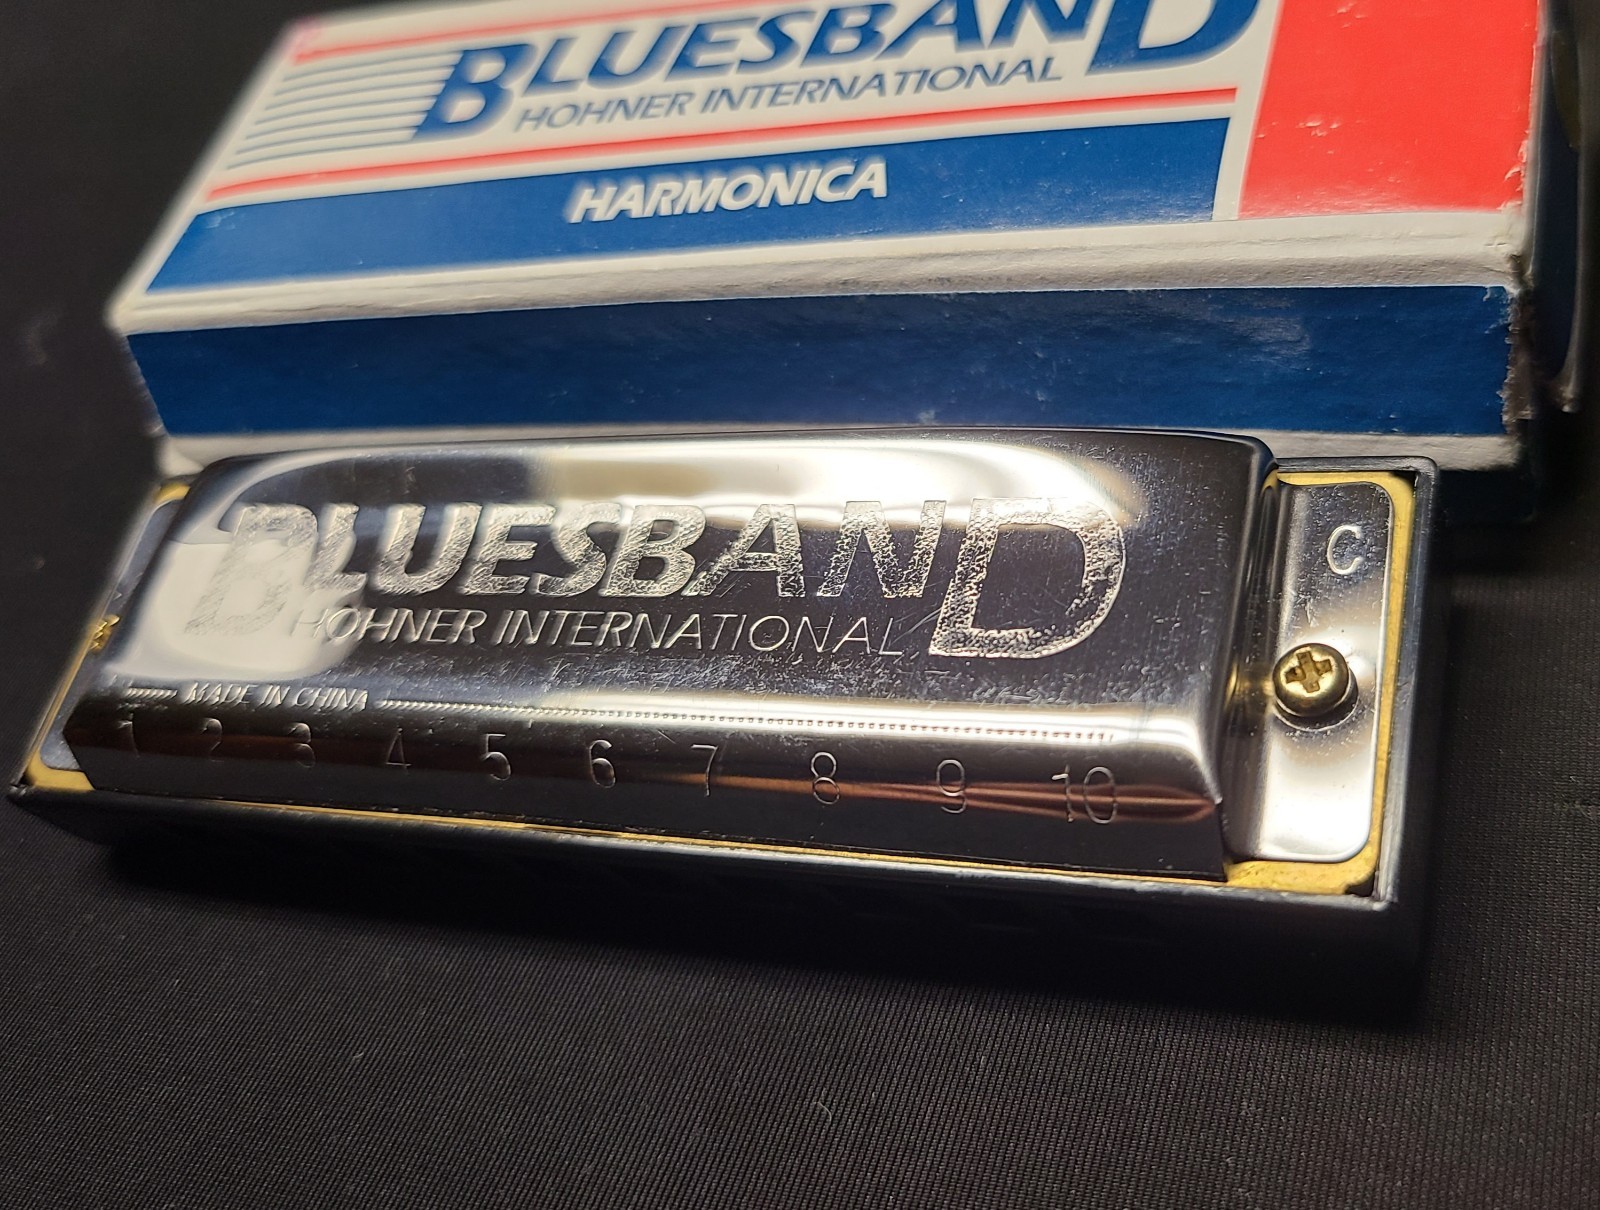 BLUESBAND
HOHNER INTERNATIONAL
HARMONICA
BLUESBAND
HOHNER INTERNATIONAL
C
MADE IN CHINA
1 2 3 4 5 6 7 8 9 10